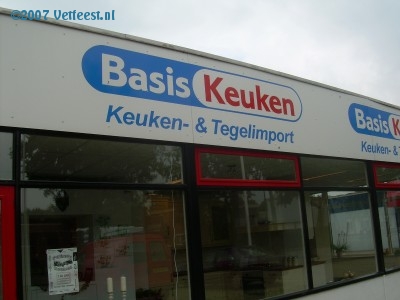 ©2007 Vetfeest.nl
Basis Keuken
Keuken- & Tegelimport
Basis K
Keuken- & T